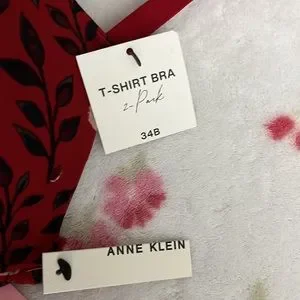 T-SHIRT BRA
2-Pack
34B
ANNE KLEIN